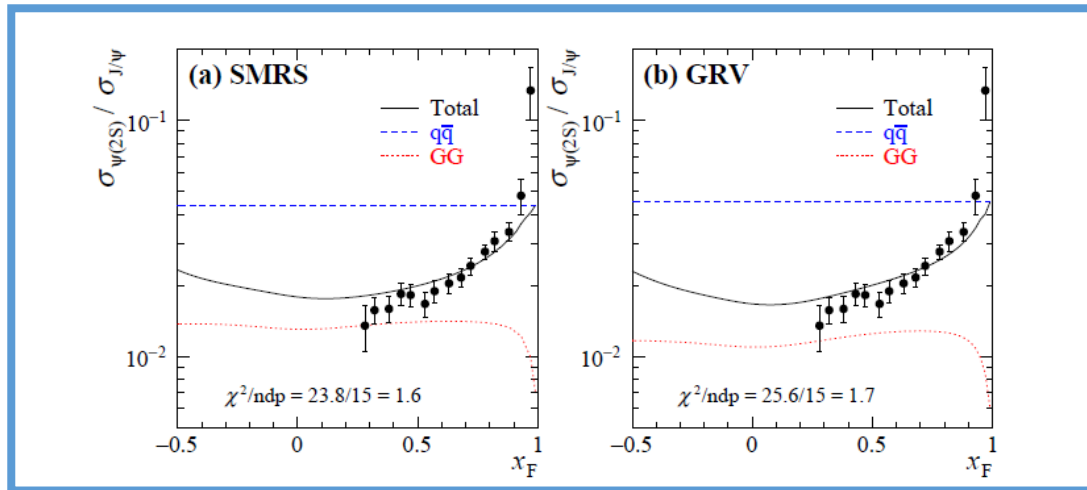 σψ(2S) / σJ/ψ
10⁻¹
10⁻²
(a) SMRS
Total
qq̅
GG
χ²/ndp = 23.8/15 = 1.6
−0.5 0 0.5 1
xF
σψ(2S) / σJ/ψ
10⁻¹
10⁻²
(b) GRV
Total
qq̅
GG
χ²/ndp = 25.6/15 = 1.7
−0.5 0 0.5 1
xF